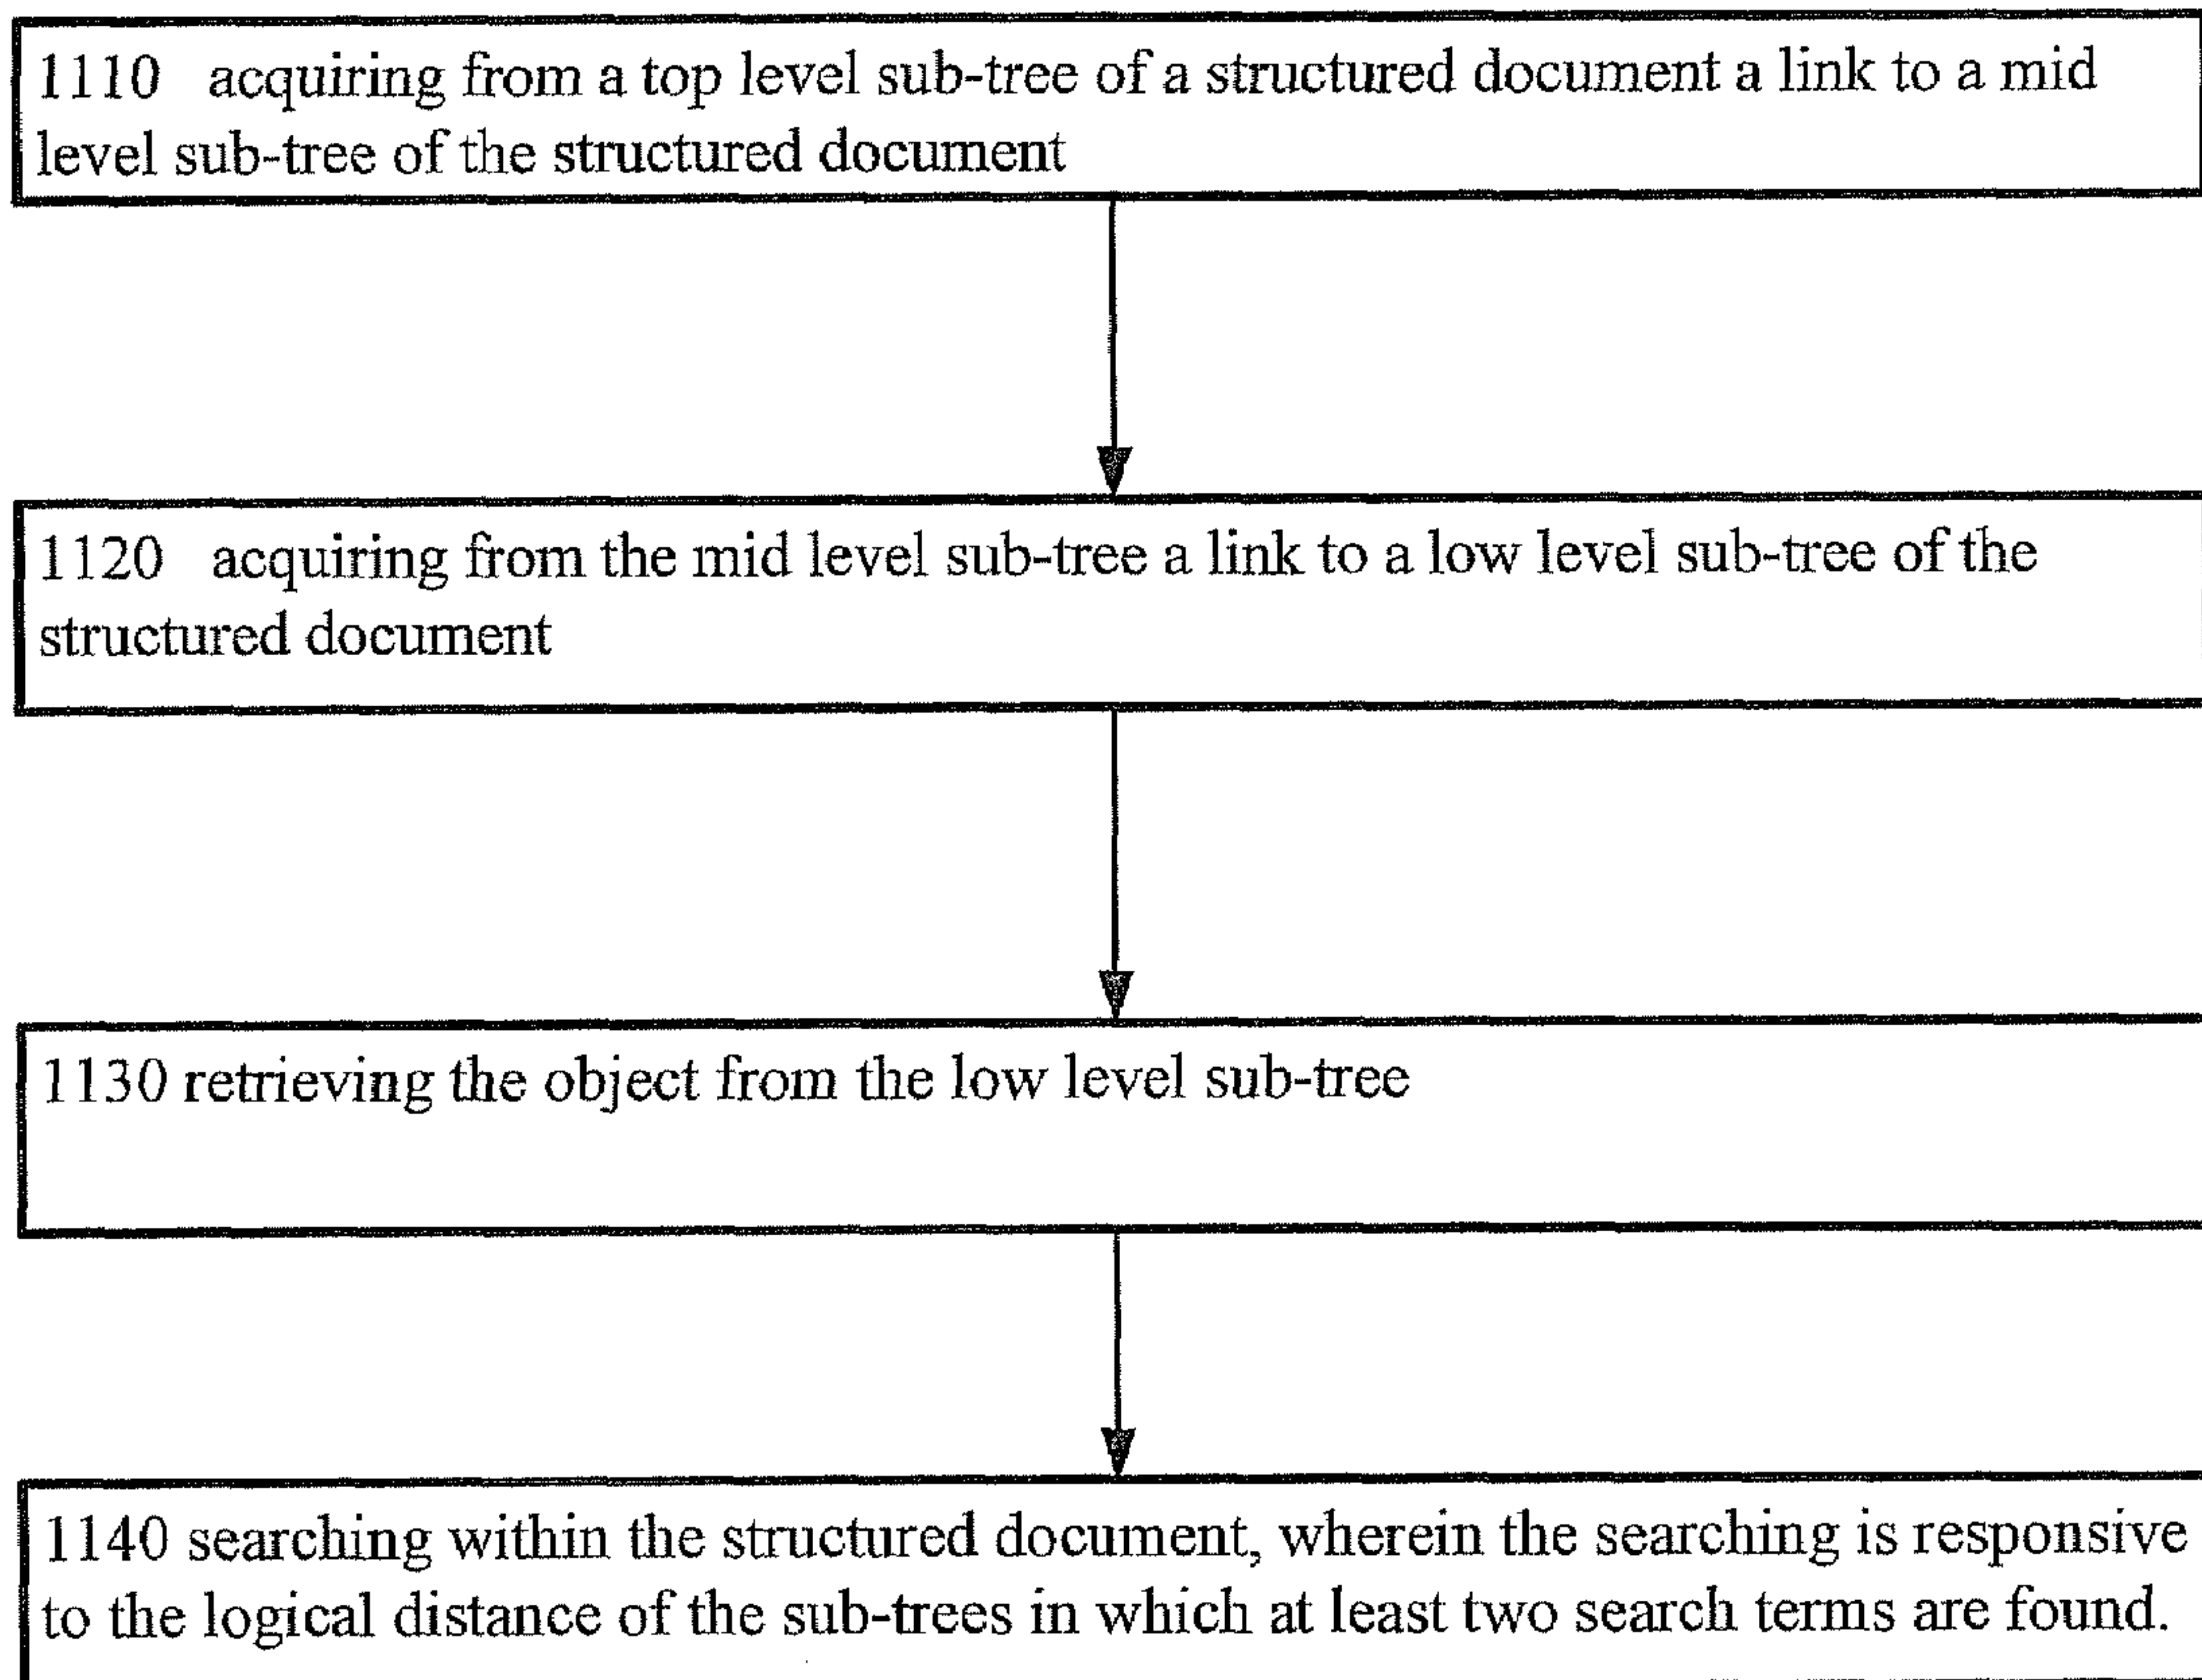 1110 acquiring from a top level sub-tree of a structured document a link to a mid
level sub-tree of the structured document
1120 acquiring from the mid level sub-tree a link to a low level sub-tree of the
structured document
1130 retrieving the object from the low level sub-tree
1140 searching within the structured document, wherein the searching is responsive
to the logical distance of the sub-trees in which at least two search terms are found.